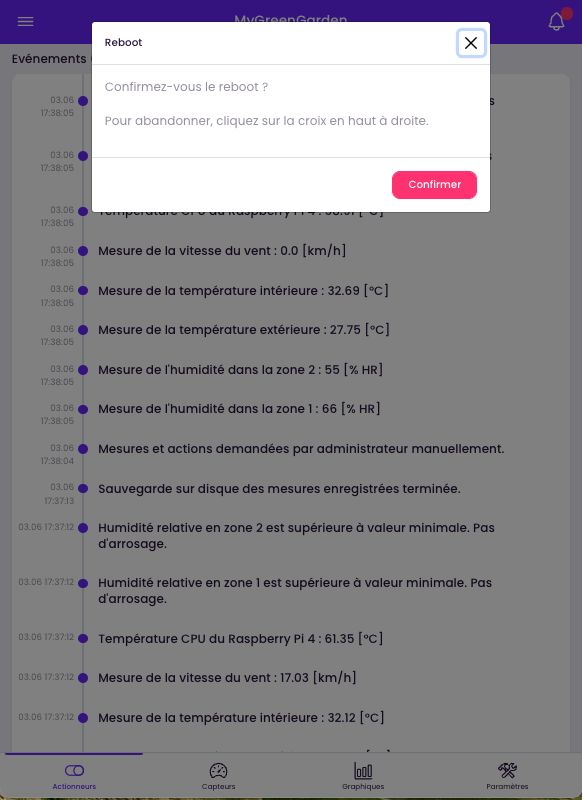 MyGreenGarden
Reboot
Evénements
Confirmez-vous le reboot ?
Pour abandonner, cliquez sur la croix en haut à droite.
Confirmer
03.06
17:38:05
03.06
17:38:05
03.06
17:38:05
Température CPU du Raspberry Pi 4 : 58.91 [°C]
03.06
17:38:05
Mesure de la vitesse du vent : 0.0 [km/h]
03.06
17:38:05
Mesure de la température intérieure : 32.69 [°C]
03.06
17:38:05
Mesure de la température extérieure : 27.75 [°C]
03.06
17:38:05
Mesure de l'humidité dans la zone 2 : 55 [% HR]
03.06
17:38:05
Mesure de l'humidité dans la zone 1 : 66 [% HR]
03.06
17:38:04
Mesures et actions demandées par administrateur manuellement.
03.06
17:37:13
Sauvegarde sur disque des mesures enregistrées terminée.
03.06 17:37:12
Humidité relative en zone 2 est supérieure à valeur minimale. Pas
d'arrosage.
03.06 17:37:12
Humidité relative en zone 1 est supérieure à valeur minimale. Pas
d'arrosage.
03.06 17:37:12
Température CPU du Raspberry Pi 4 : 61.35 [°C]
03.06 17:37:12
Mesure de la vitesse du vent : 17.03 [km/h]
03.06 17:37:12
Mesure de la température intérieure : 32.12 [°C]
Actionneurs
Capteurs
Graphiques
Paramètres